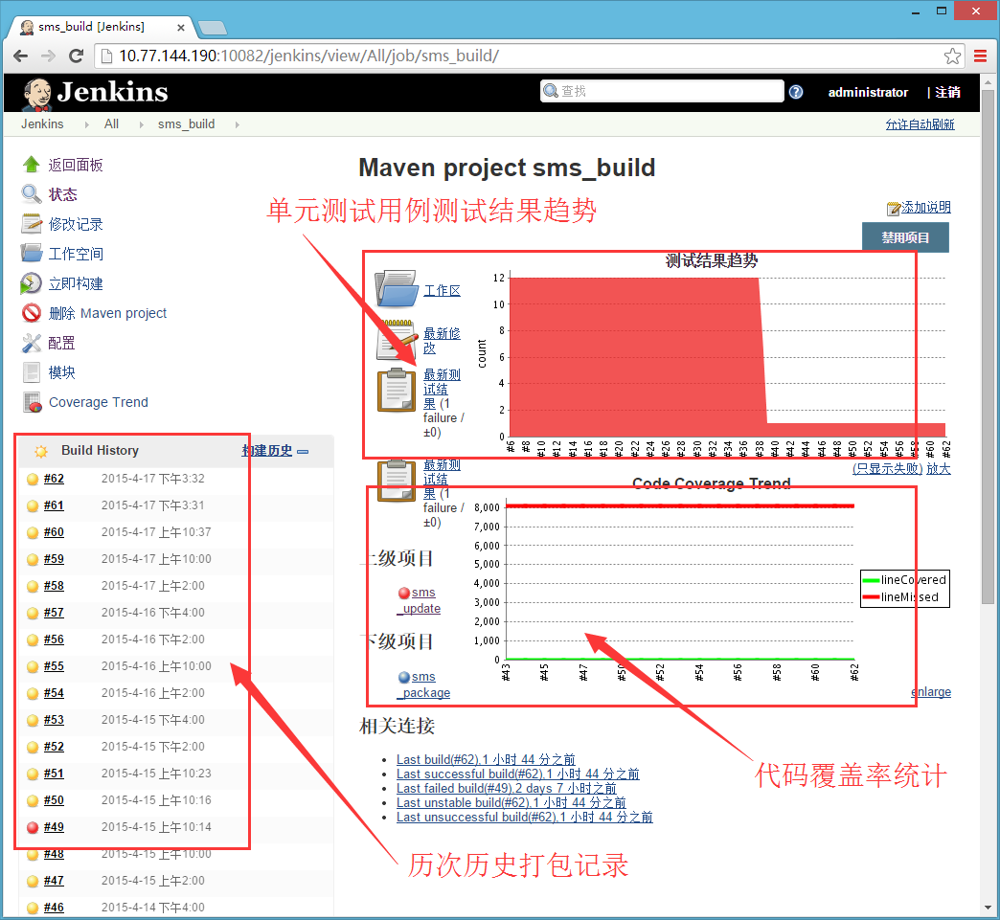 sms_build [Jenkins]
10.77.144.190:10082/jenkins/view/All/job/sms_build/
Jenkins
查找
administrator
| 注销
Jenkins
All
sms_build
允许自动刷新
返回面板
状态
修改记录
工作空间
立即构建
删除 Maven project
配置
模块
Coverage Trend
Build History
构建历史
#62 2015-4-17 下午3:32
#61 2015-4-17 下午3:31
#60 2015-4-17 上午10:37
#59 2015-4-17 上午10:00
#58 2015-4-17 上午2:00
#57 2015-4-16 下午4:00
#56 2015-4-16 下午2:00
#55 2015-4-16 上午10:00
#54 2015-4-16 上午2:00
#53 2015-4-15 下午4:00
#52 2015-4-15 下午2:00
#51 2015-4-15 上午10:23
#50 2015-4-15 上午10:16
#49 2015-4-15 上午10:14
#48 2015-4-15 上午10:00
#47 2015-4-15 上午2:00
#46 2015-4-14 下午4:00
Maven project sms_build
单元测试用例测试结果趋势
添加说明
禁用项目
工作区
最新修
改
最新测
试结
果 (1
failure /
±0)
测试结果趋势
count
12
10
8
6
4
2
0
#6 #8 #10 #12 #14 #16 #18 #20 #22 #24 #26 #28 #30 #32 #34 #36 #38 #40 #42 #44 #46 #48 #50 #52 #54 #56 #58 #60 #62
(只显示失败) 放大
最新测
试结
果 (1
failure /
±0)
Code Coverage Trend
8,000
7,000
6,000
5,000
4,000
3,000
2,000
1,000
0
#43 #45 #47 #50 #52 #54 #56 #58 #60 #62
lineCovered
lineMissed
enlarge
上级项目
sms
_update
下级项目
sms
_package
相关连接
Last build(#62),1 小时 44 分之前
Last successful build(#62),1 小时 44 分之前
Last failed build(#49),2 days 7 小时之前
Last unstable build(#62),1 小时 44 分之前
Last unsuccessful build(#62),1 小时 44 分之前
代码覆盖率统计
历次历史打包记录